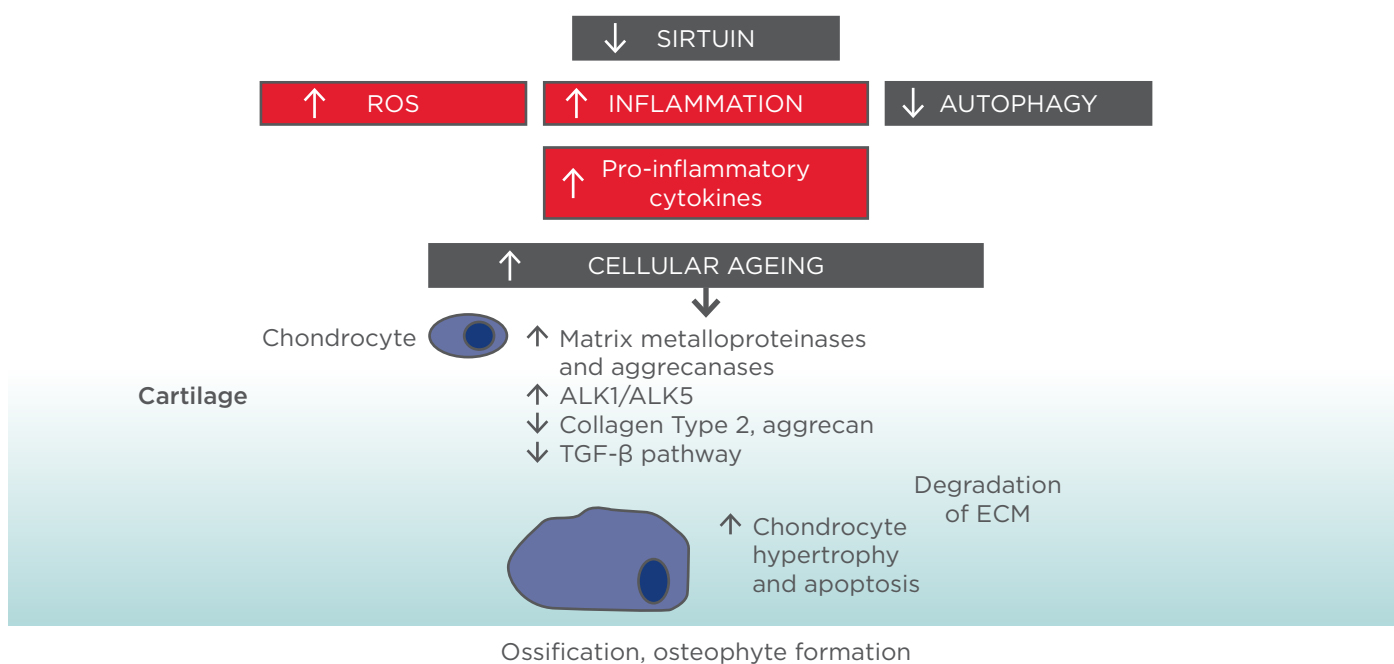 ↓ SIRTUIN
↑ ROS
↑ INFLAMMATION
↓ AUTOPHAGY
↑ Pro-inflammatory
cytokines
↑ CELLULAR AGEING
Chondrocyte
↑ Matrix metalloproteinases
and aggrecanases
Cartilage
↑ ALK1/ALK5
↓ Collagen Type 2, aggrecan
↓ TGF-β pathway
Degradation
of ECM
↑ Chondrocyte
hypertrophy
and apoptosis
Ossification, osteophyte formation